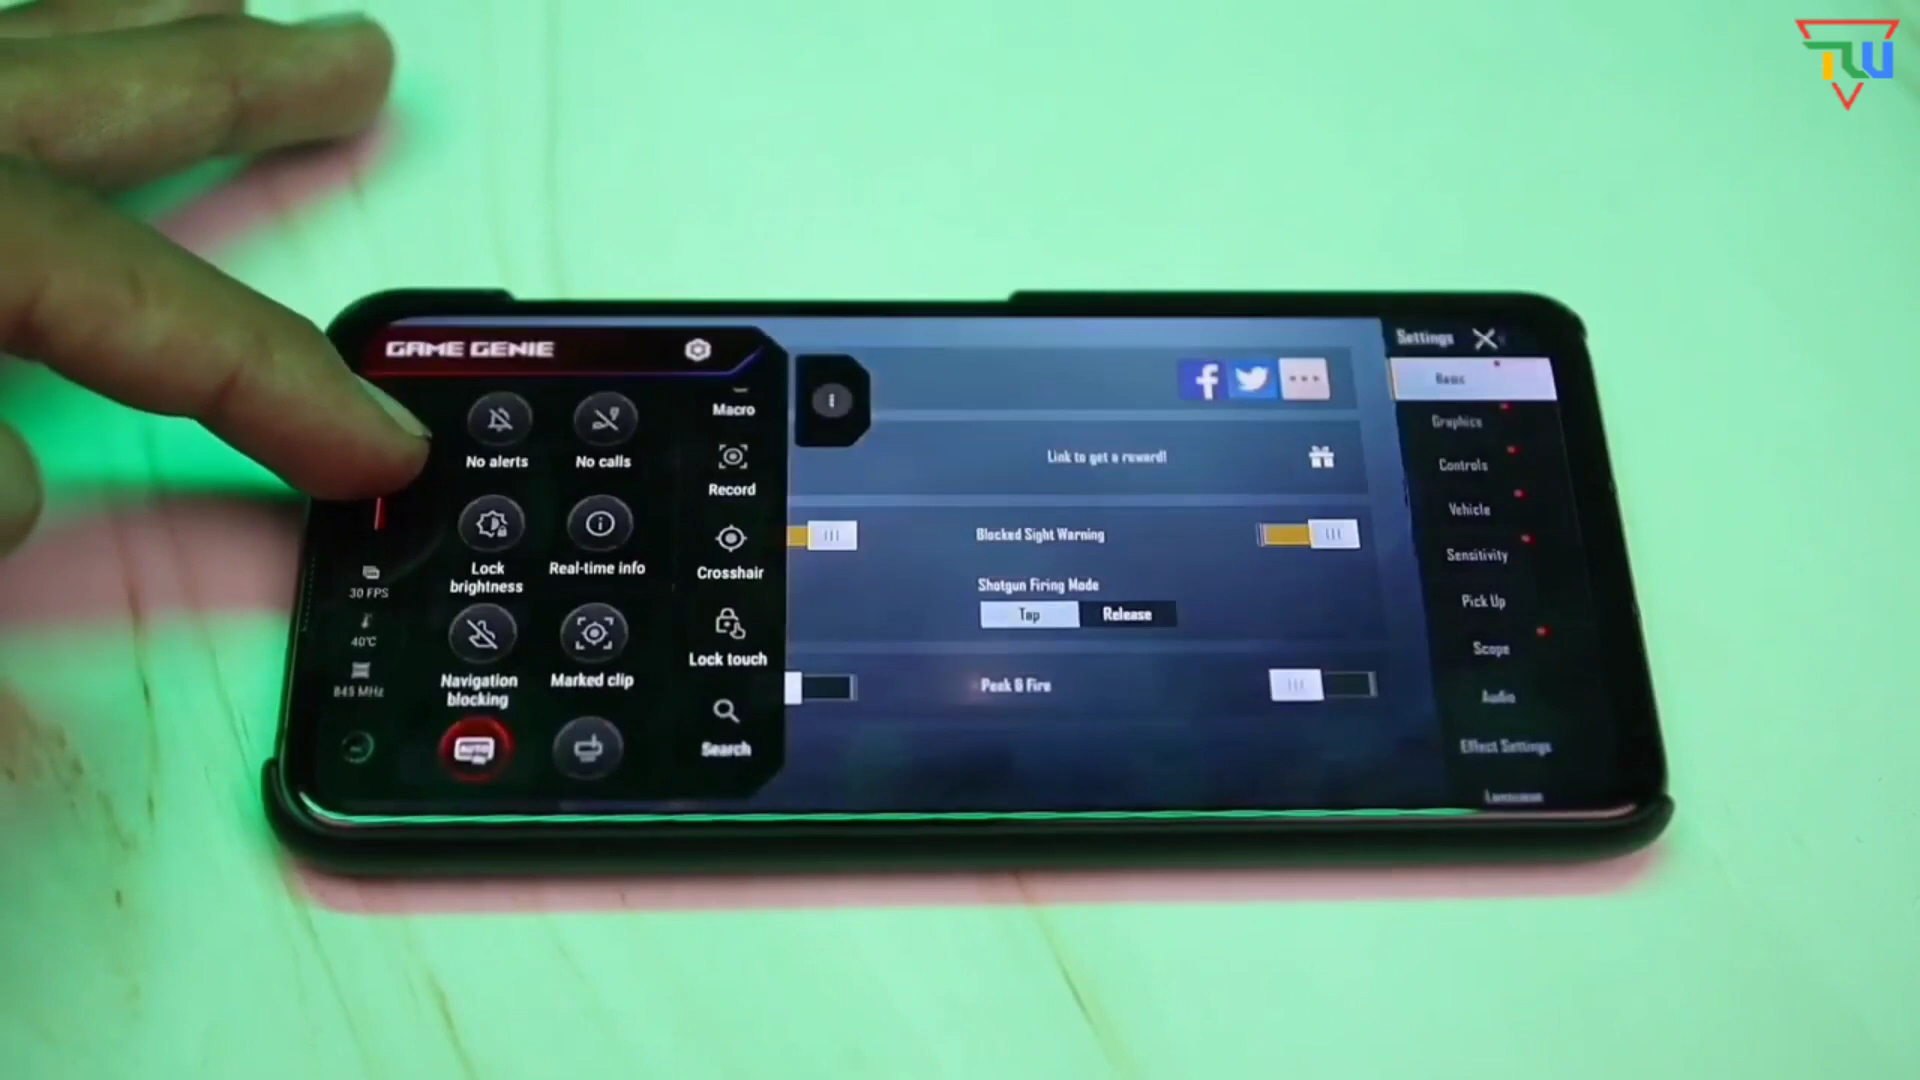 GAME GENIE
No alerts
No calls
Macro
Record
Lock
brightness
Real-time info
Crosshair
30 FPS
40°C
845 MHz
Navigation
blocking
Marked clip
Lock touch
AUTO
Search
Link to get a reward!
Blocked Sight Warning
Shotgun Firing Mode
Tap
Release
Peek & Fire
Settings
Basic
Graphics
Controls
Vehicle
Sensitivity
Pick Up
Scope
Audio
Effect Settings
Language